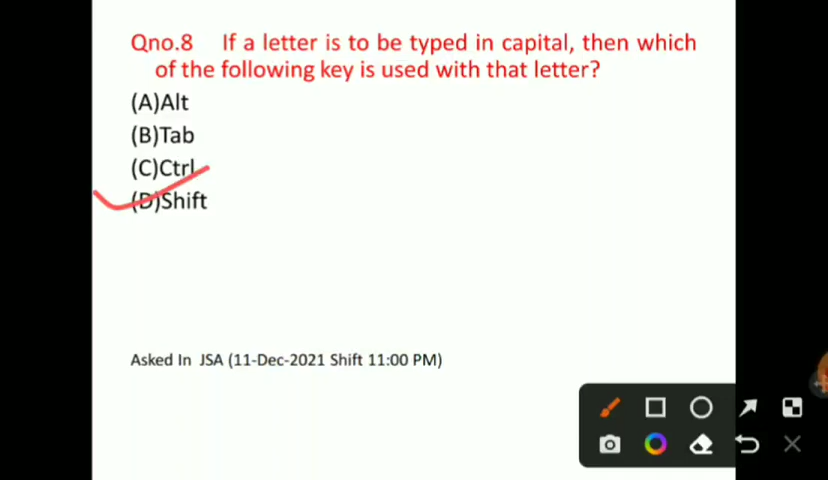 Qno.8 If a letter is to be typed in capital, then which
of the following key is used with that letter?
(A)Alt
(B)Tab
(C)Ctrl
(D)Shift
Asked In JSA (11-Dec-2021 Shift 11:00 PM)